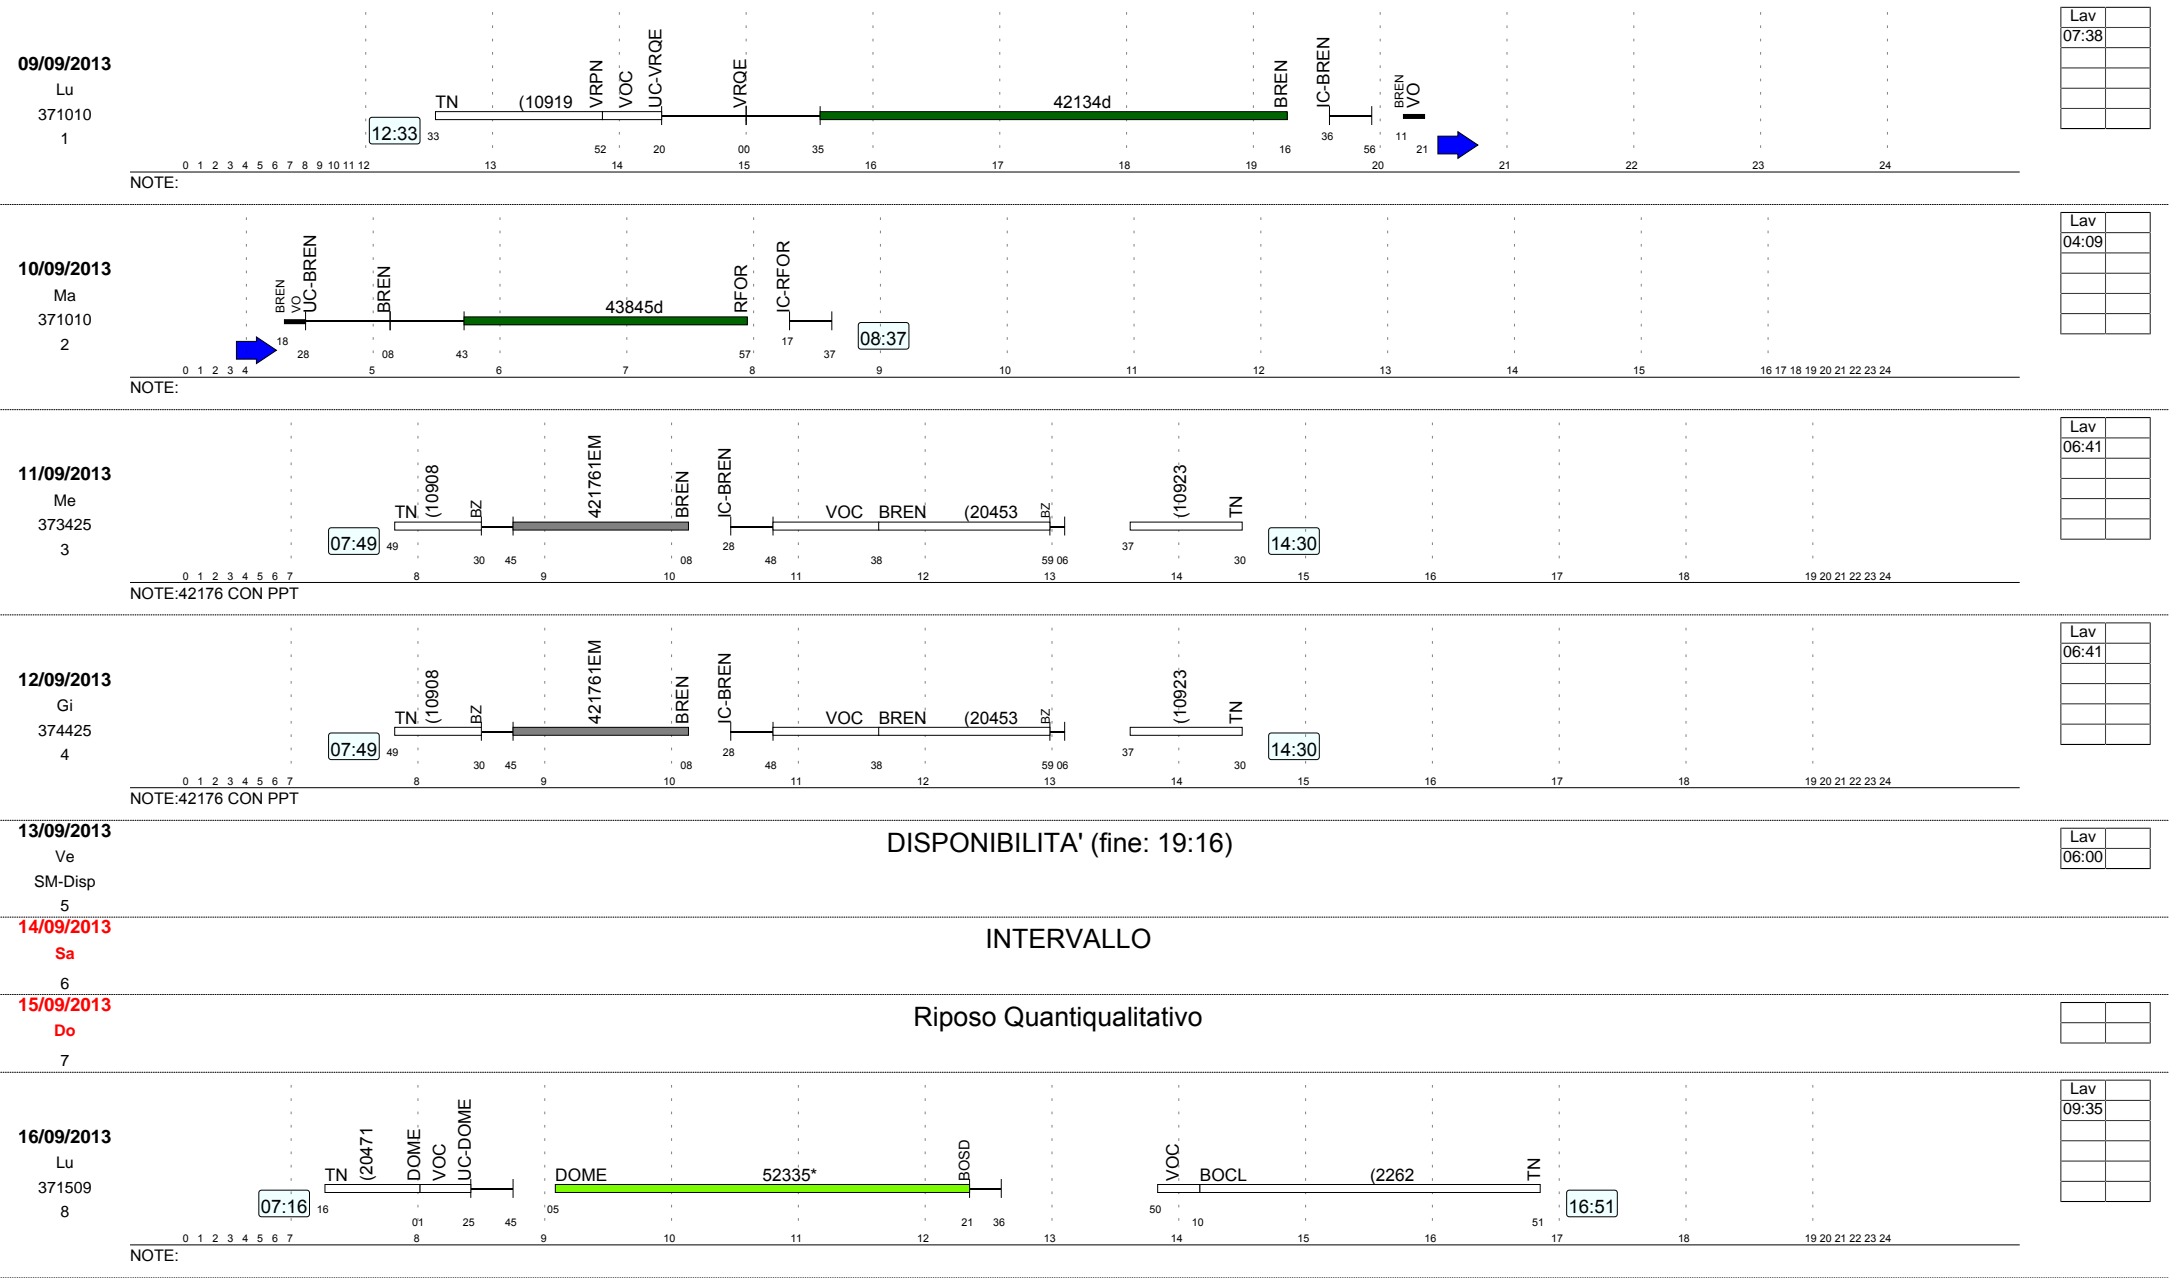 09/09/2013
Lu
371010
1
12:33
TN (10919 VRPN VOC UC-VRQE VRQE 42134d BREN IC-BREN BREN VO
33 52 20 00 35 16 36 56 11 21
0 1 2 3 4 5 6 7 8 9 10 11 12 13 14 15 16 17 18 19 20 21 22 23 24
NOTE:
Lav
07:38
10/09/2013
Ma
371010
2
BREN VO UC-BREN BREN 43845d RFOR IC-RFOR
18 28 08 43 57 17 37
08:37
0 1 2 3 4 5 6 7 8 9 10 11 12 13 14 15 16 17 18 19 20 21 22 23 24
NOTE:
Lav
04:09
11/09/2013
Me
373425
3
07:49
TN (10908 BZ 421761EM BREN IC-BREN VOC BREN (20453 BZ (10923 TN
49 30 45 08 28 48 38 59 06 37 30
14:30
0 1 2 3 4 5 6 7 8 9 10 11 12 13 14 15 16 17 18 19 20 21 22 23 24
NOTE:42176 CON PPT
Lav
06:41
12/09/2013
Gi
374425
4
07:49
TN (10908 BZ 421761EM BREN IC-BREN VOC BREN (20453 BZ (10923 TN
49 30 45 08 28 48 38 59 06 37 30
14:30
0 1 2 3 4 5 6 7 8 9 10 11 12 13 14 15 16 17 18 19 20 21 22 23 24
NOTE:42176 CON PPT
Lav
06:41
13/09/2013
Ve
SM-Disp
5
DISPONIBILITA' (fine: 19:16)
Lav
06:00
14/09/2013
Sa
6
INTERVALLO
15/09/2013
Do
7
Riposo Quantiqualitativo
16/09/2013
Lu
371509
8
07:16
TN (20471 DOME VOC UC-DOME DOME 52335* BOSD VOC BOCL (2262 TN
16 01 25 45 05 21 36 50 10 51
16:51
0 1 2 3 4 5 6 7 8 9 10 11 12 13 14 15 16 17 18 19 20 21 22 23 24
NOTE:
Lav
09:35